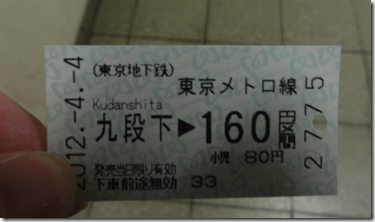 (東京地下鉄)
東京メトロ線
Kudanshita
九段下▶160円区間
小児 80円
発売当日限り有効
下車前途無効 33
2012.-4.-4
2775